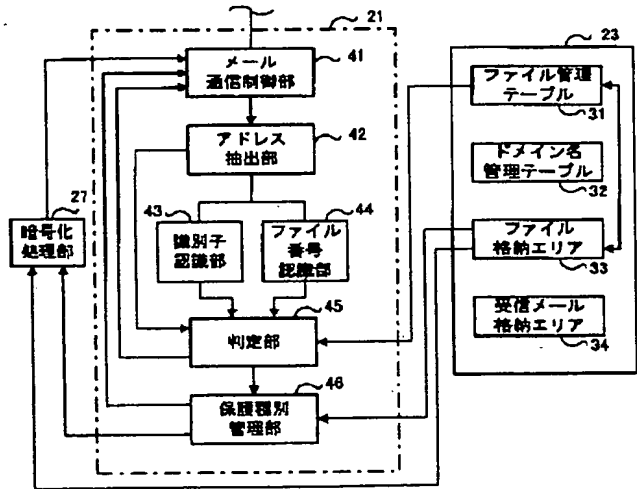 21
メール
通信制御部
41
アドレス
抽出部
42
43
識別子
認識部
44
ファイル
番号
認識部
45
判定部
46
保護種別
管理部
27
暗号化
処理部
23
ファイル管理
テーブル
31
ドメイン名
管理テーブル
32
ファイル
格納エリア
33
受信メール
格納エリア
34